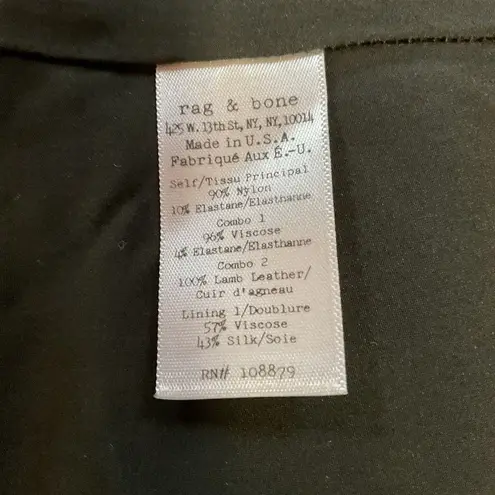 rag & bone
425 W. 13th St, NY, NY, 10014
Made in U.S.A.
Fabriqué Aux É.-U.
Self/Tissu Principal
90% Nylon
10% Elastane/Elasthanne
Combo 1
96% Viscose
4% Elastane/Elasthanne
Combo 2
100% Lamb Leather/
Cuir d'agneau
Lining 1/Doublure
57% Viscose
43% Silk/Soie
RN# 108879